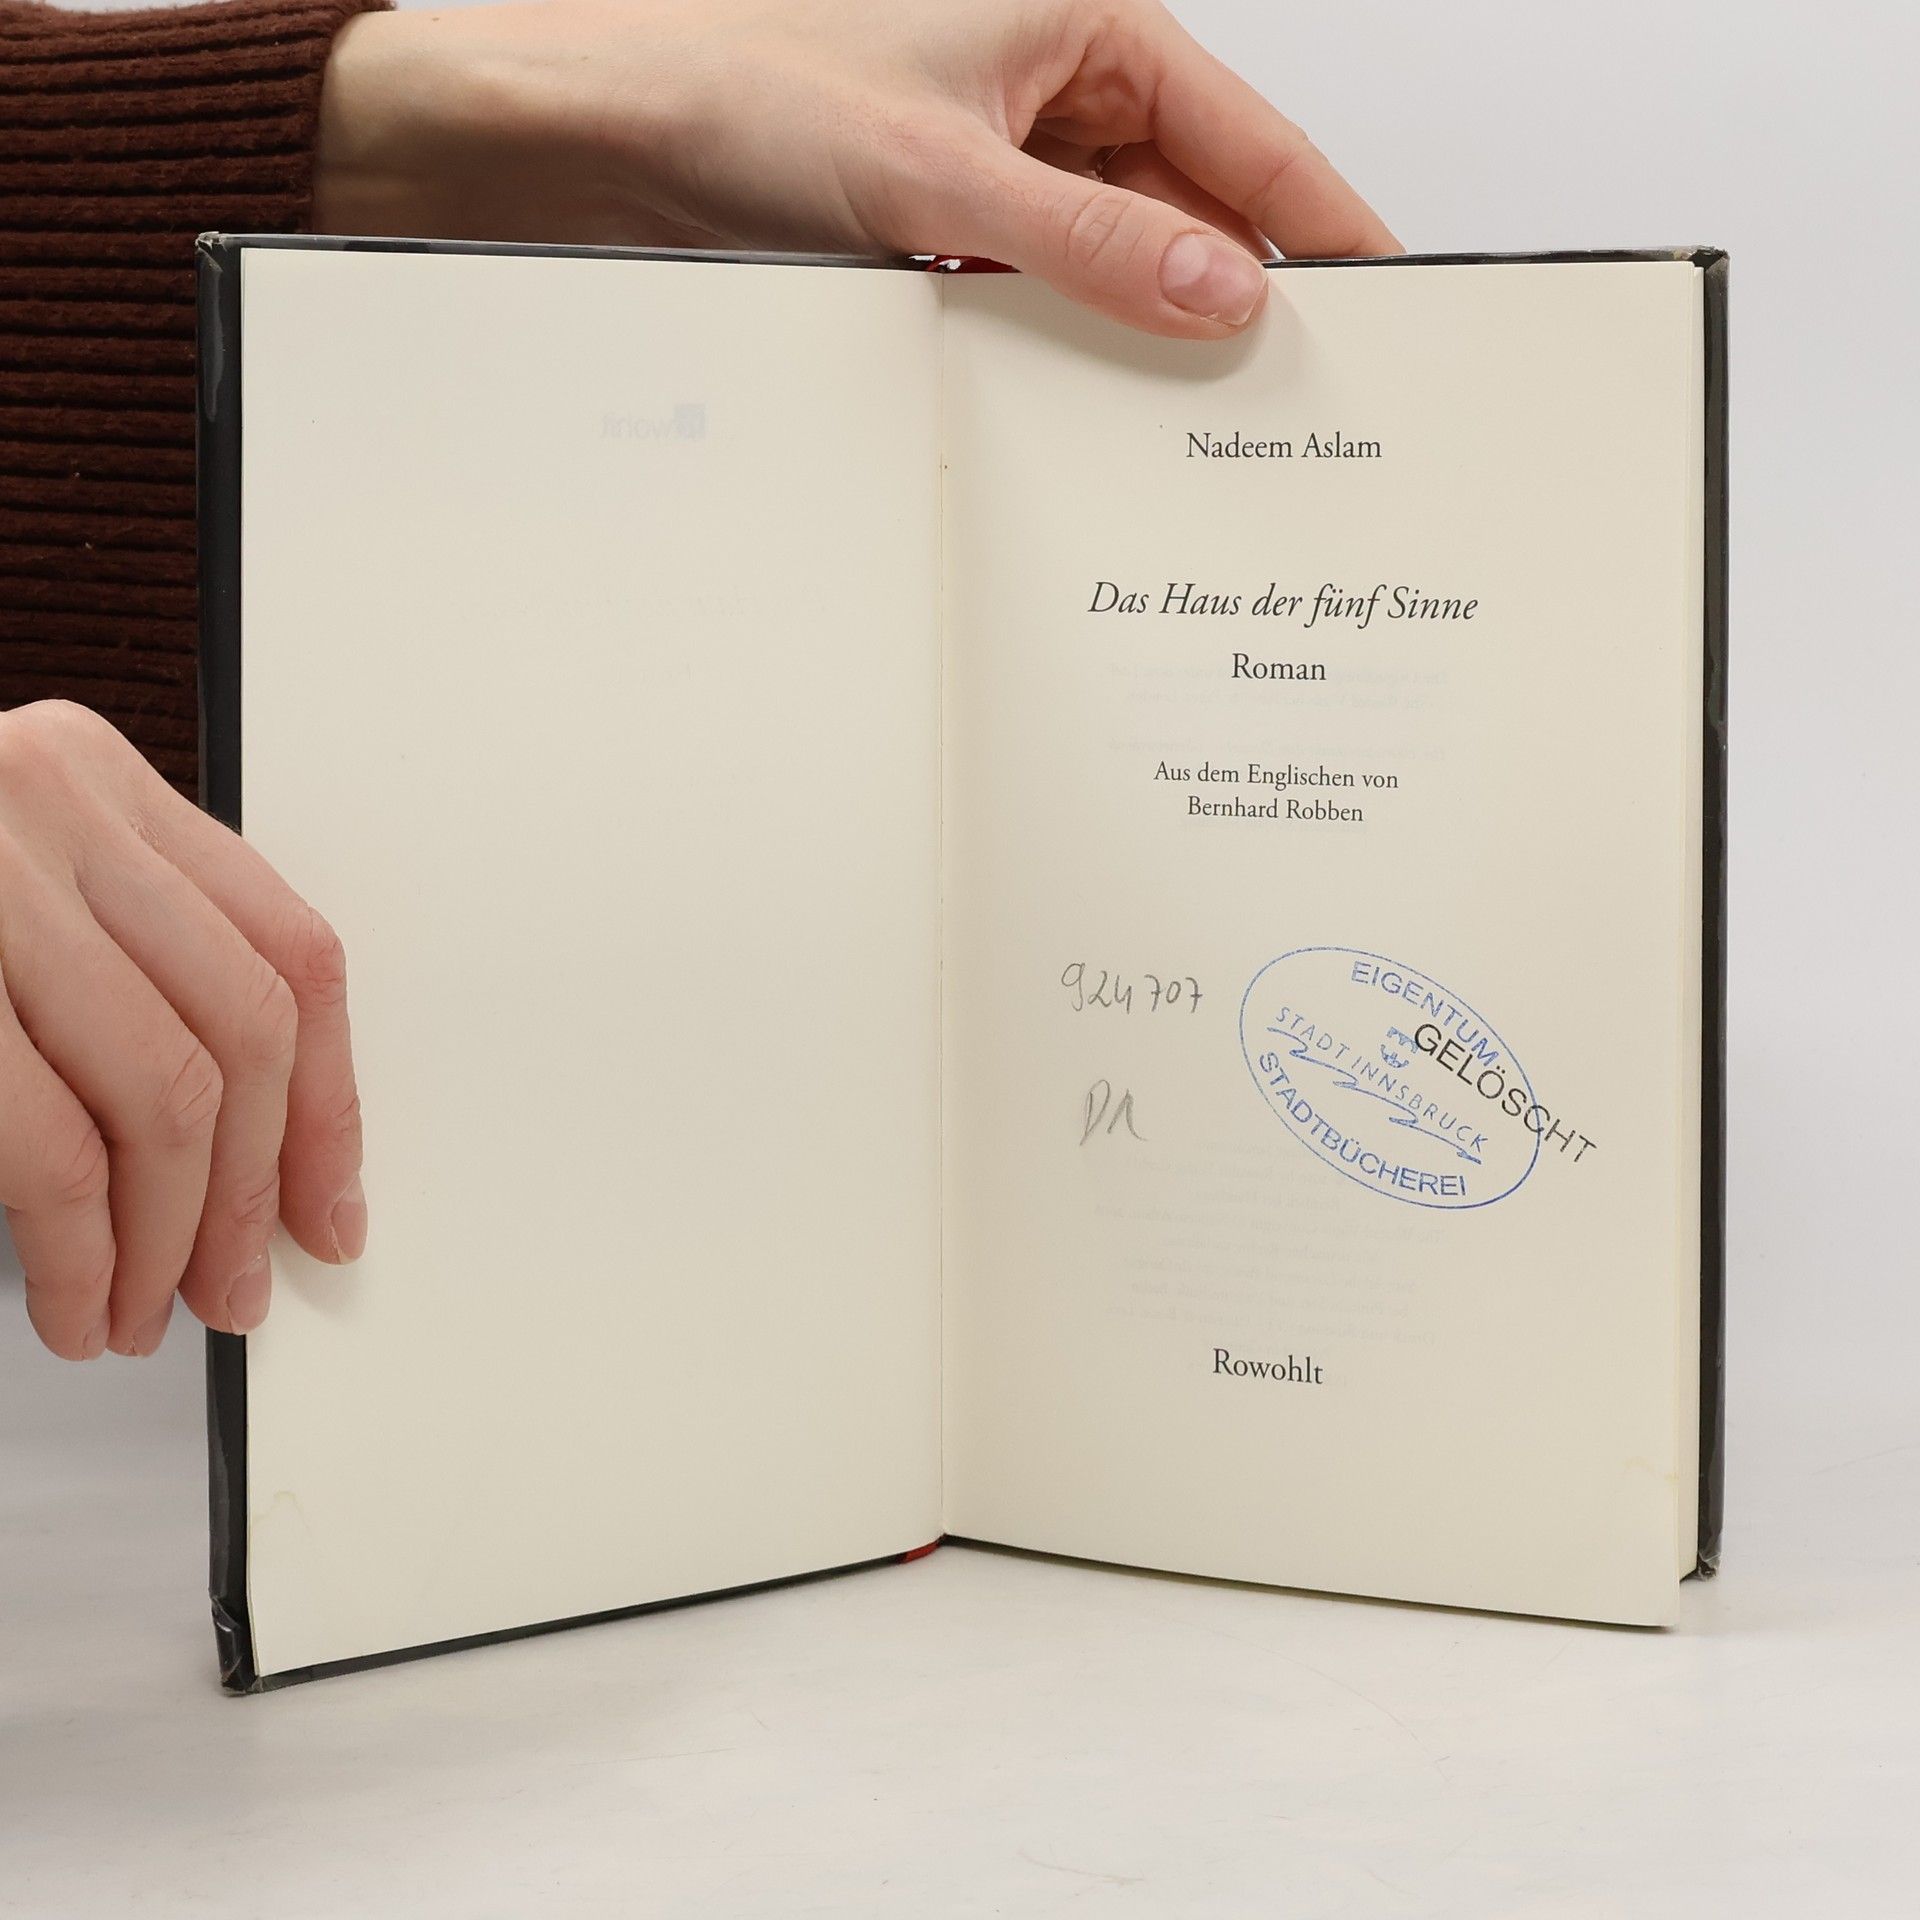 Nadeem Aslam
Das Haus der fünf Sinne
Roman
Aus dem Englischen von
Bernhard Robben
924707
EIGENTUM
GELÖSCHT
STADT INNSBRUCK
STADTBÜCHEREI
Rowohlt